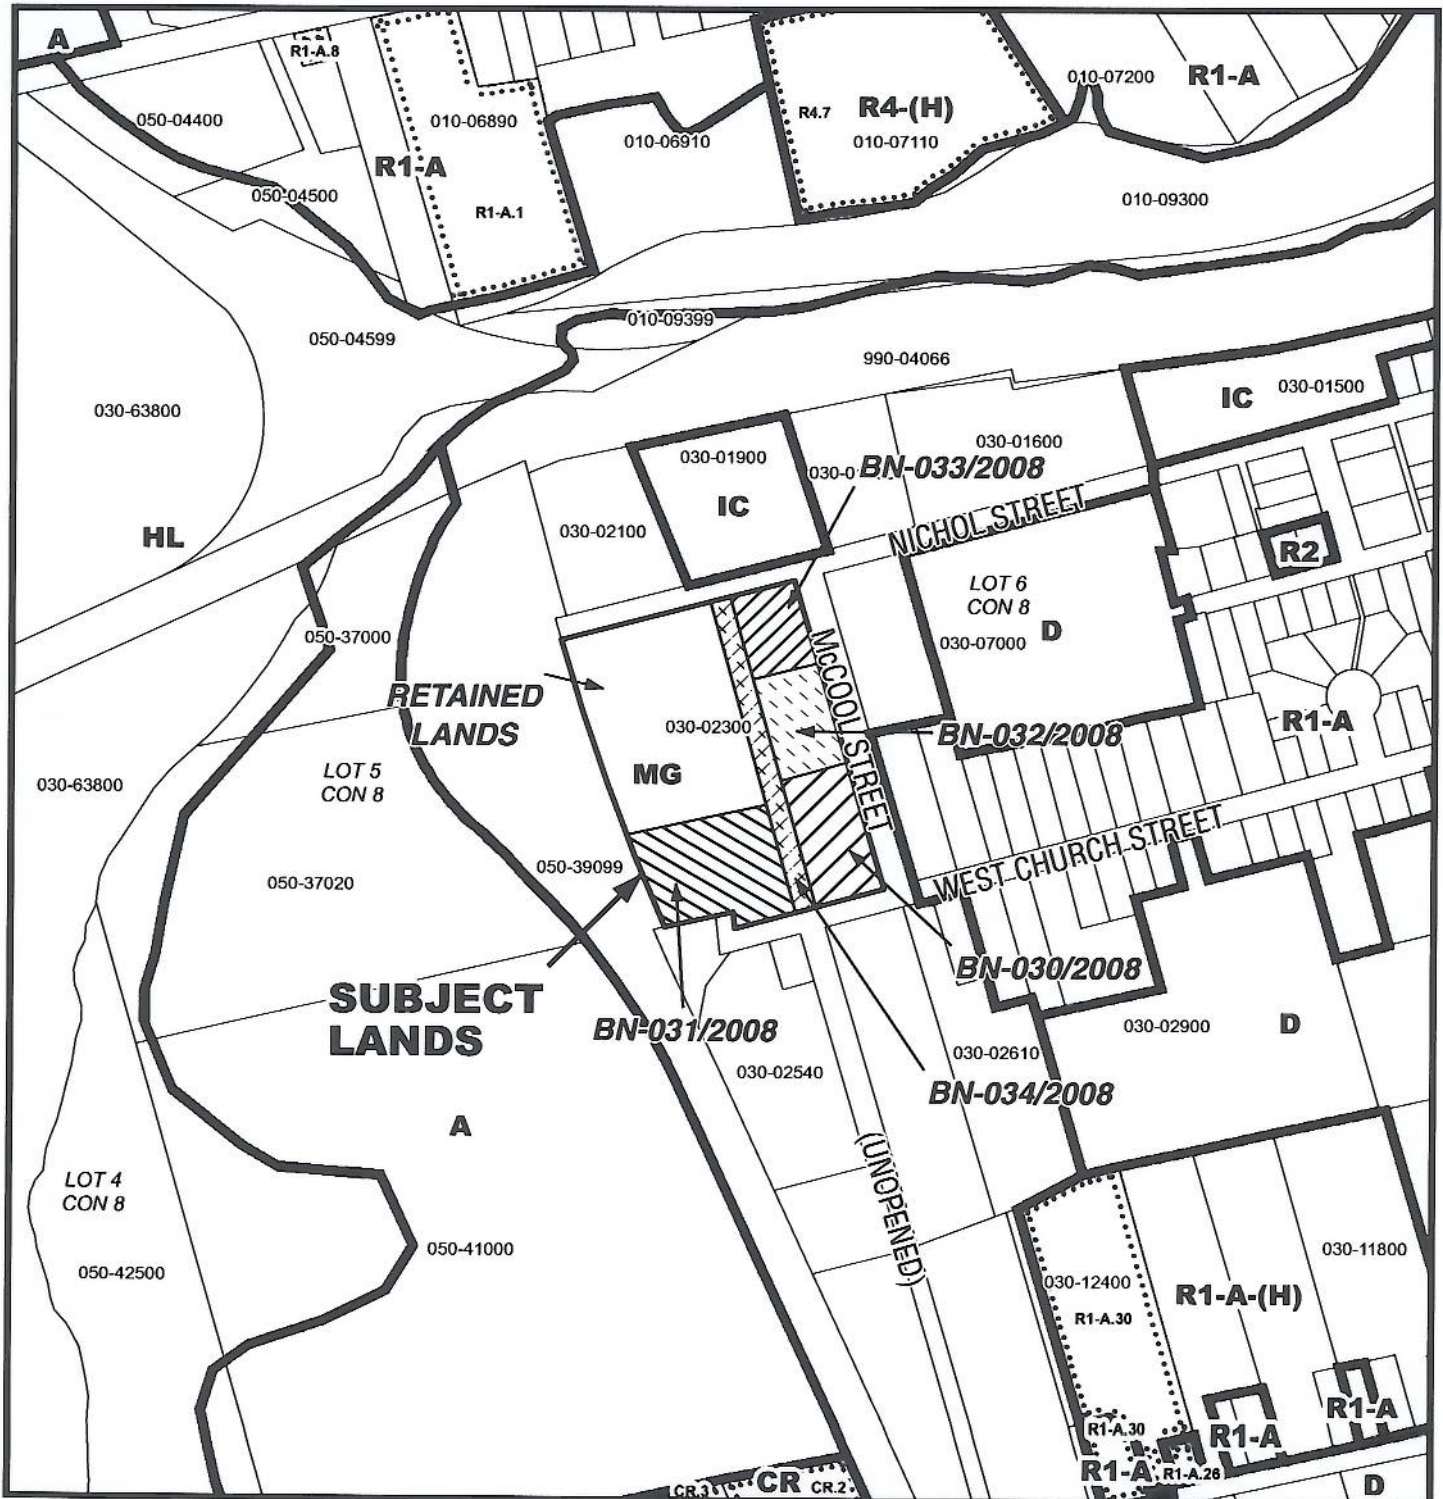 A
R1-A.8
050-04400
010-06890
R1-A
050-04500
R1-A.1
010-06910
R4.7
R4-(H)
010-07110
010-07200
R1-A
010-09300
050-04599
010-09399
990-04066
030-63800
IC
030-01500
030-01900
IC
030-01600
BN-033/2008
NICHOL STREET
HL
030-02100
R2
LOT 6
CON 8
D
030-07000
050-37000
RETAINED
LANDS
030-02300
McCOOL STREET
BN-032/2008
R1-A
MG
LOT 5
CON 8
030-63800
050-37020
050-39099
WEST CHURCH STREET
SUBJECT
LANDS
BN-031/2008
BN-030/2008
030-02900
D
030-02610
030-02540
BN-034/2008
A
(UNOPENED)
LOT 4
CON 8
050-42500
050-41000
030-12400
R1-A.30
R1-A-(H)
030-11800
R1-A.30
R1-A
R1-A.26
R1-A
R1-A
CR.3
CR
CR.2
D